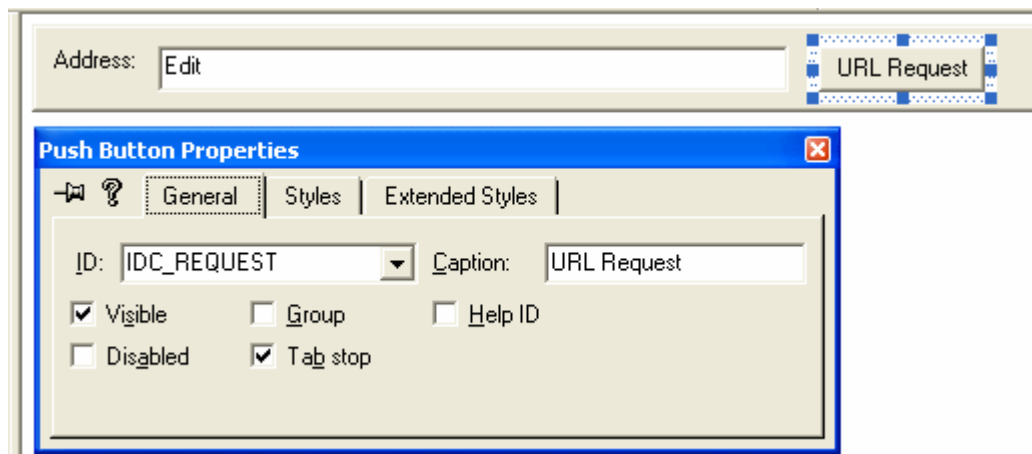 Address: Edit URL Request
Push Button Properties
General Styles Extended Styles
ID: IDC_REQUEST Caption: URL Request
Visible Group Help ID
Disabled Tab stop